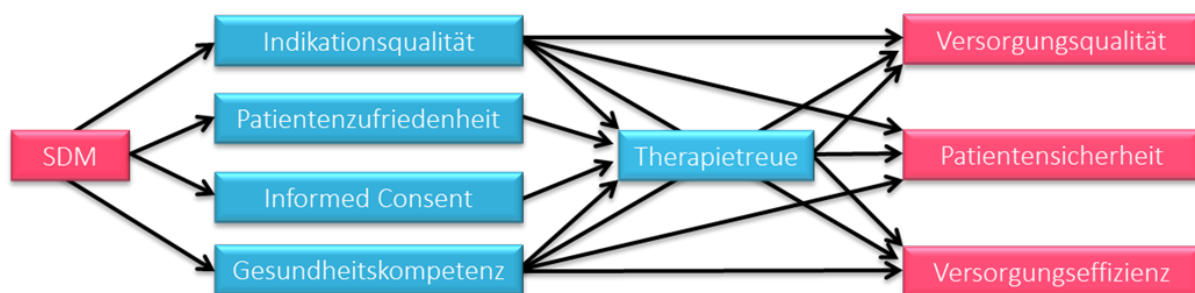 Indikationsqualität
Versorgungsqualität
Patientenzufriedenheit
SDM
Therapietreue
Patientensicherheit
Informed Consent
Gesundheitskompetenz
Versorgungseffizienz